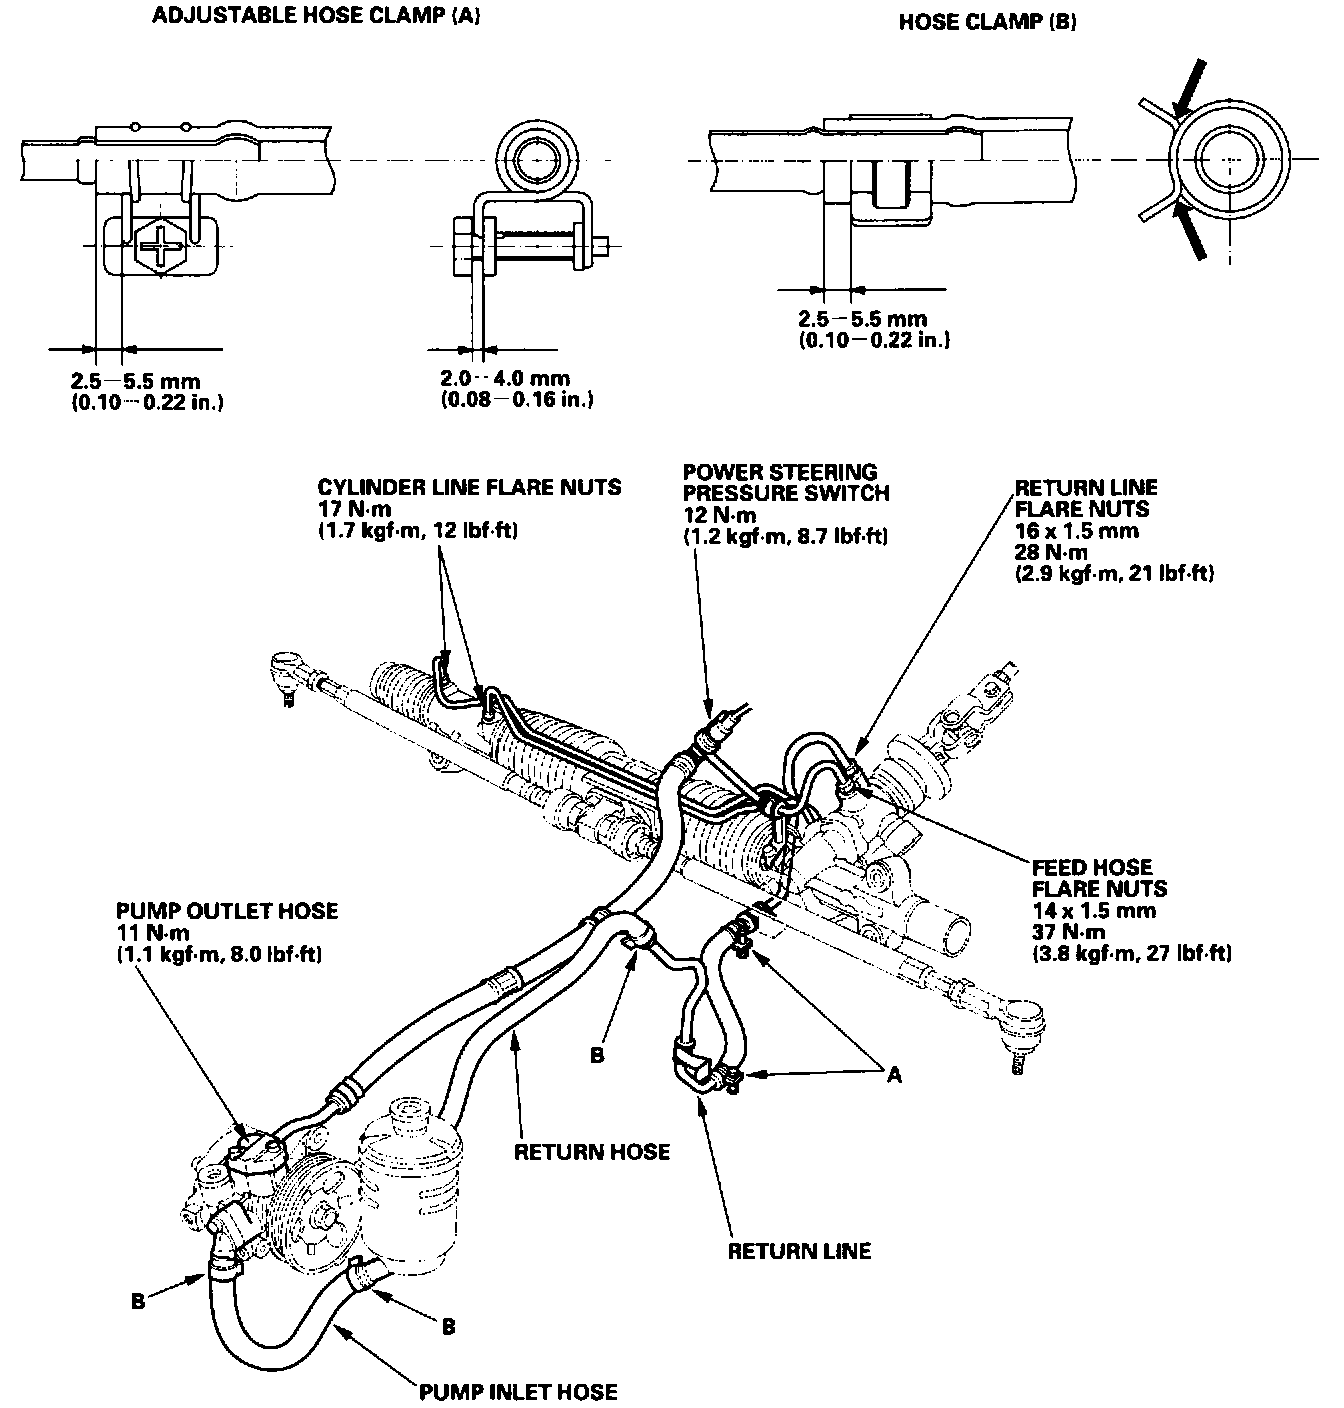 ADJUSTABLE HOSE CLAMP (A)
HOSE CLAMP (B)
2.5–5.5 mm
(0.10–0.22 in.)
2.0–4.0 mm
(0.08–0.16 in.)
2.5–5.5 mm
(0.10–0.22 in.)
CYLINDER LINE FLARE NUTS
17 N·m
(1.7 kgf·m, 12 lbf·ft)
POWER STEERING
PRESSURE SWITCH
12 N·m
(1.2 kgf·m, 8.7 lbf·ft)
RETURN LINE
FLARE NUTS
16 x 1.5 mm
28 N·m
(2.9 kgf·m, 21 lbf·ft)
FEED HOSE
FLARE NUTS
14 x 1.5 mm
37 N·m
(3.8 kgf·m, 27 lbf·ft)
PUMP OUTLET HOSE
11 N·m
(1.1 kgf·m, 8.0 lbf·ft)
B
A
RETURN HOSE
RETURN LINE
B
B
PUMP INLET HOSE